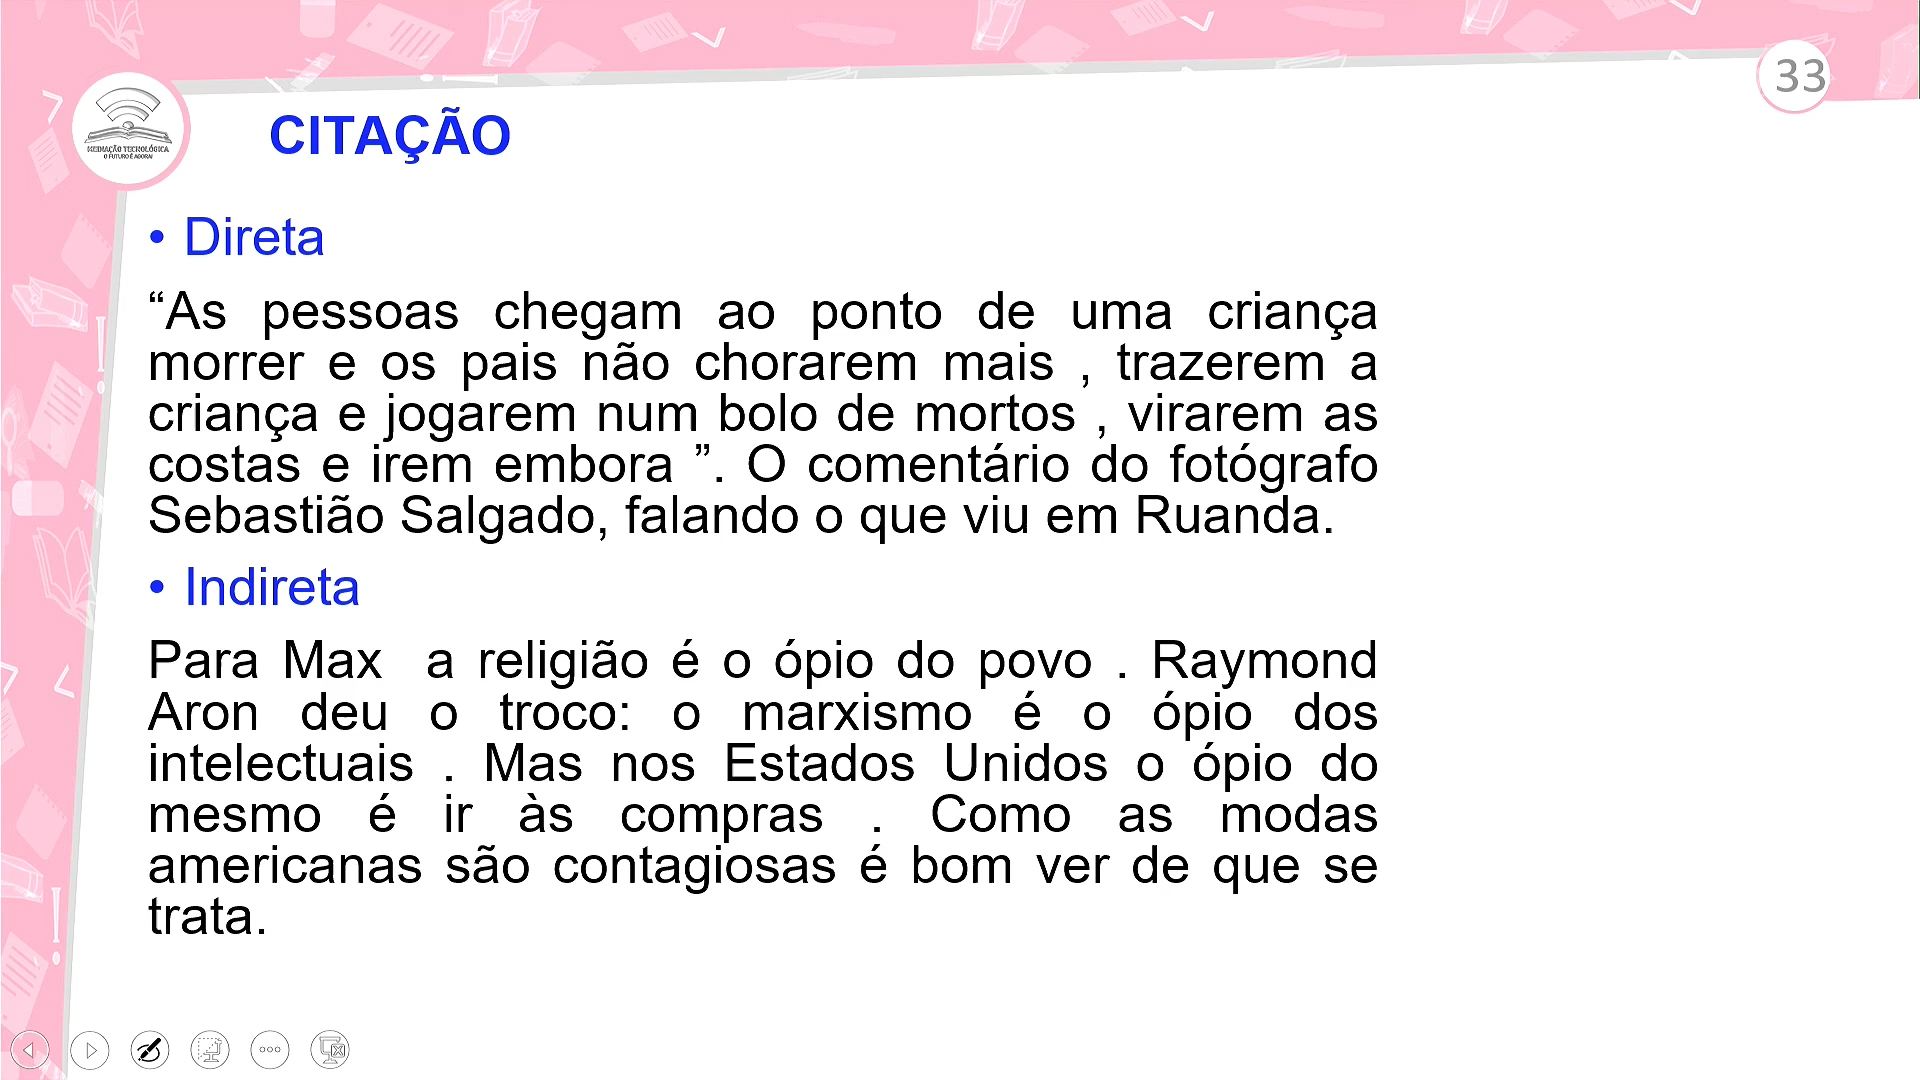 33
MEDIAÇÃO TECNOLÓGICA
O FUTURO É AGORA!
CITAÇÃO
• Direta
“As pessoas chegam ao ponto de uma criança
morrer e os pais não chorarem mais , trazerem a
criança e jogarem num bolo de mortos , virarem as
costas e irem embora ”. O comentário do fotógrafo
Sebastião Salgado, falando o que viu em Ruanda.
• Indireta
Para Max  a religião é o ópio do povo . Raymond
Aron deu o troco: o marxismo é o ópio dos
intelectuais . Mas nos Estados Unidos o ópio do
mesmo é ir às compras . Como as modas
americanas são contagiosas é bom ver de que se
trata.